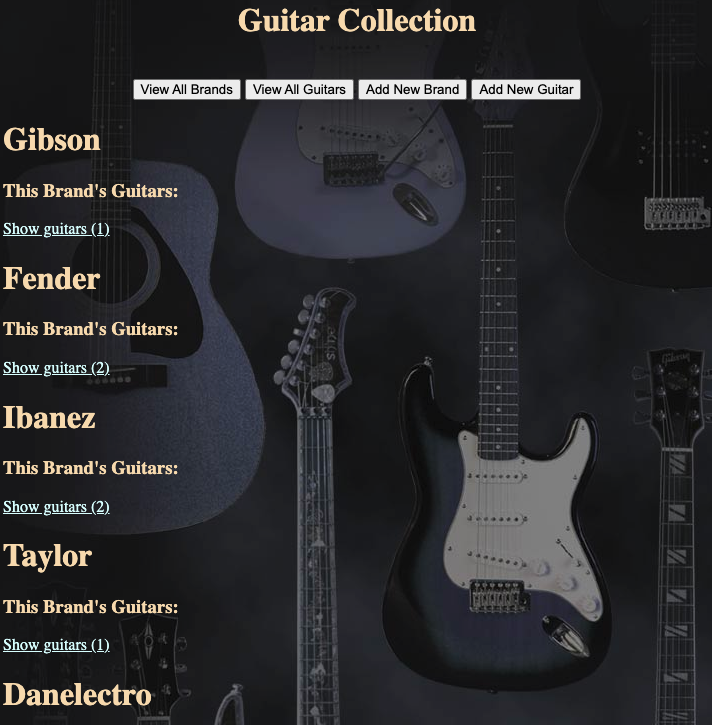 Guitar Collection
View All Brands View All Guitars Add New Brand Add New Guitar
Gibson
This Brand's Guitars:
Show guitars (1)
Fender
This Brand's Guitars:
Show guitars (2)
Ibanez
This Brand's Guitars:
Show guitars (2)
Taylor
This Brand's Guitars:
Show guitars (1)
Danelectro
Gibson